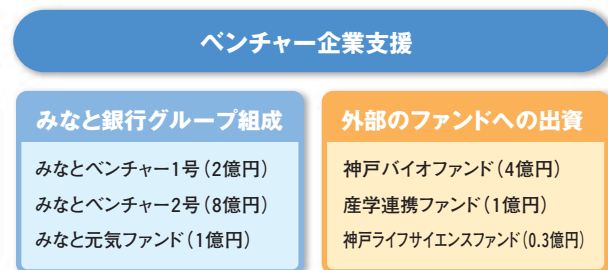 ベンチャー企業支援
みなと銀行グループ組成
みなとベンチャー1号（2億円）
みなとベンチャー2号（8億円）
みなと元気ファンド（1億円）
外部のファンドへの出資
神戸バイオファンド（4億円）
産学連携ファンド（1億円）
神戸ライフサイエンスファンド（0.3億円）